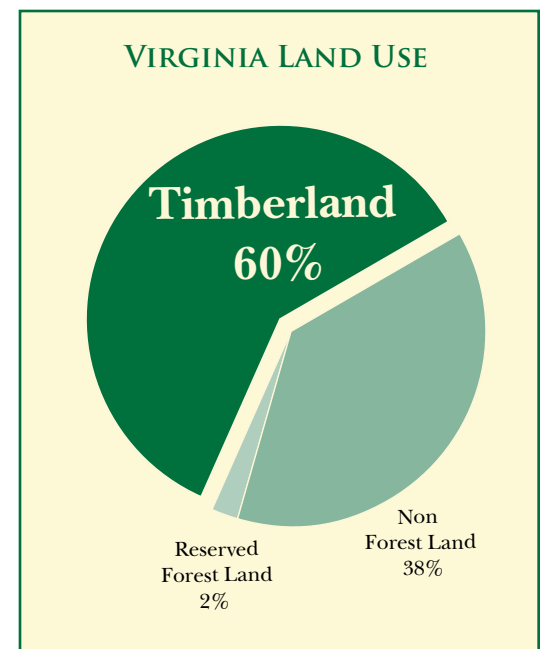 VIRGINIA LAND USE
Timberland
60%
Non
Forest Land
38%
Reserved
Forest Land
2%